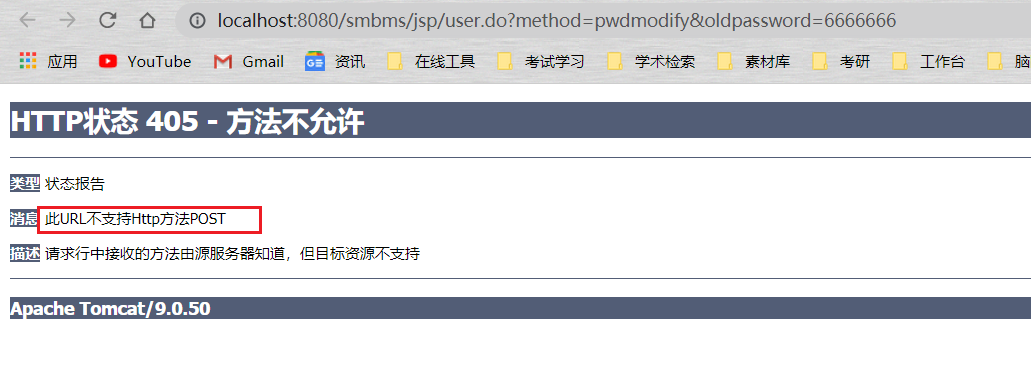 localhost:8080/smbms/jsp/user.do?method=pwdmodify&oldpassword=6666666
应用 YouTube Gmail 资讯 在线工具 考试学习 学术检索 素材库 考研 工作台 脑
HTTP状态 405 - 方法不允许
类型 状态报告
消息 此URL不支持Http方法POST
描述 请求行中接收的方法由源服务器知道，但目标资源不支持
Apache Tomcat/9.0.50